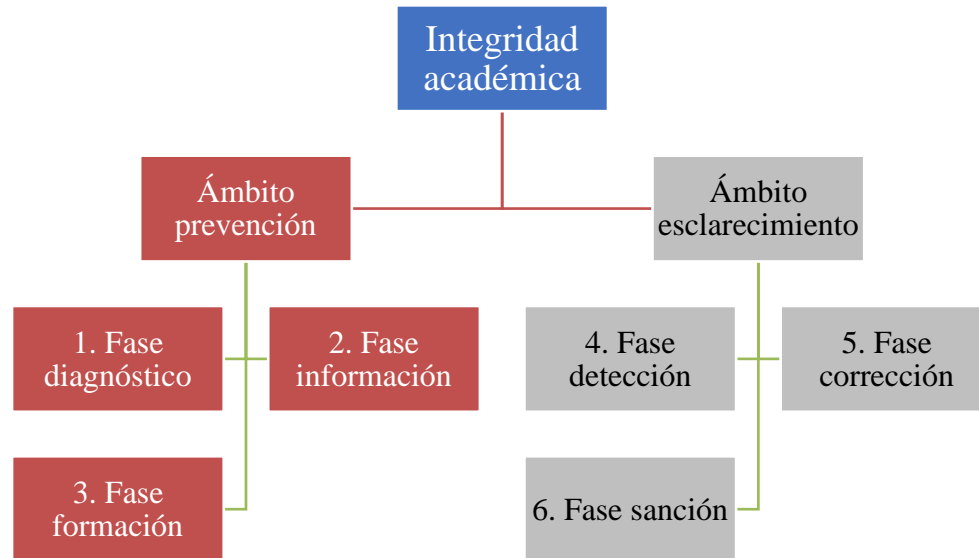 Integridad
académica
Ámbito
prevención
Ámbito
esclarecimiento
1. Fase
diagnóstico
2. Fase
información
4. Fase
detección
5. Fase
corrección
3. Fase
formación
6. Fase sanción